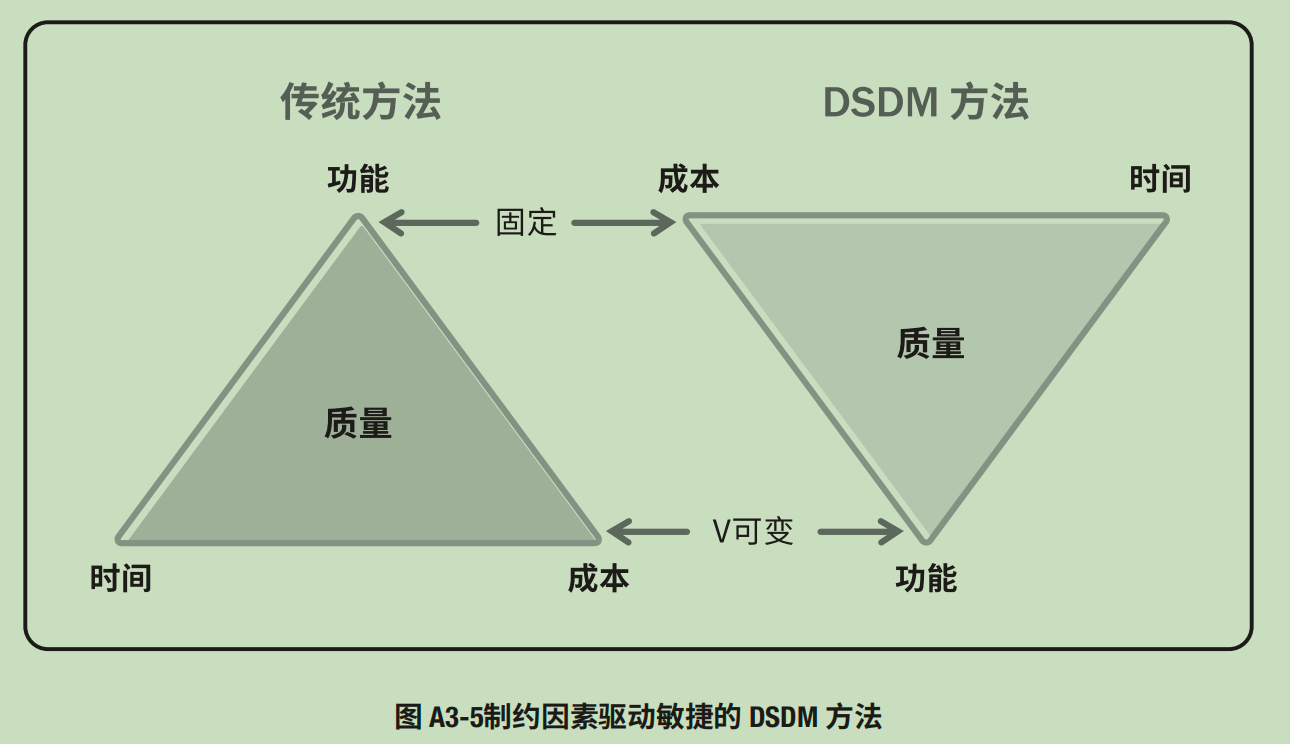 传统方法 DSDM 方法
功能 成本 时间
固定
质量
质量
V可变
时间 成本 功能
图 A3-5制约因素驱动敏捷的 DSDM 方法